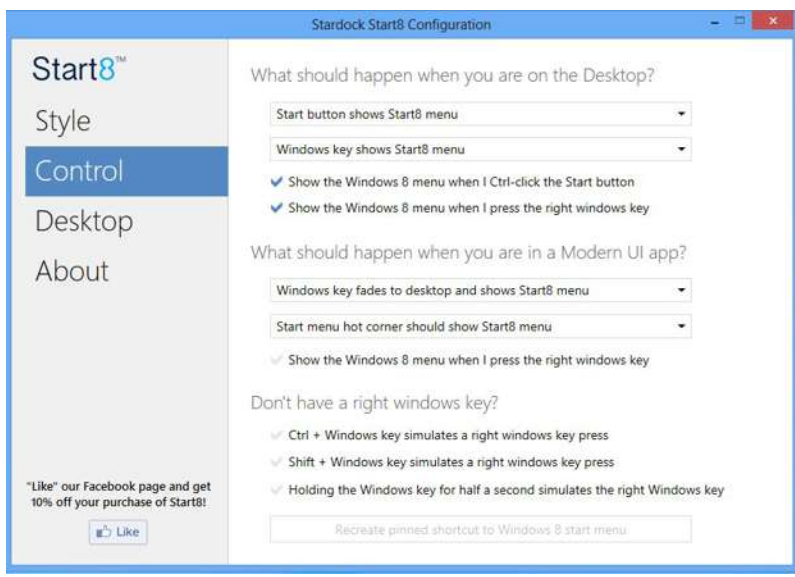 Stardock Start8 Configuration
Start8™
Style
Control
Desktop
About
"Like" our Facebook page and get
10% off your purchase of Start8!
Like
What should happen when you are on the Desktop?
Start button shows Start8 menu
Windows key shows Start8 menu
Show the Windows 8 menu when I Ctrl-click the Start button
Show the Windows 8 menu when I press the right windows key
What should happen when you are in a Modern UI app?
Windows key fades to desktop and shows Start8 menu
Start menu hot corner should show Start8 menu
Show the Windows 8 menu when I press the right windows key
Don't have a right windows key?
Ctrl + Windows key simulates a right windows key press
Shift + Windows key simulates a right windows key press
Holding the Windows key for half a second simulates the right Windows key
Recreate pinned shortcut to Windows 8 start menu